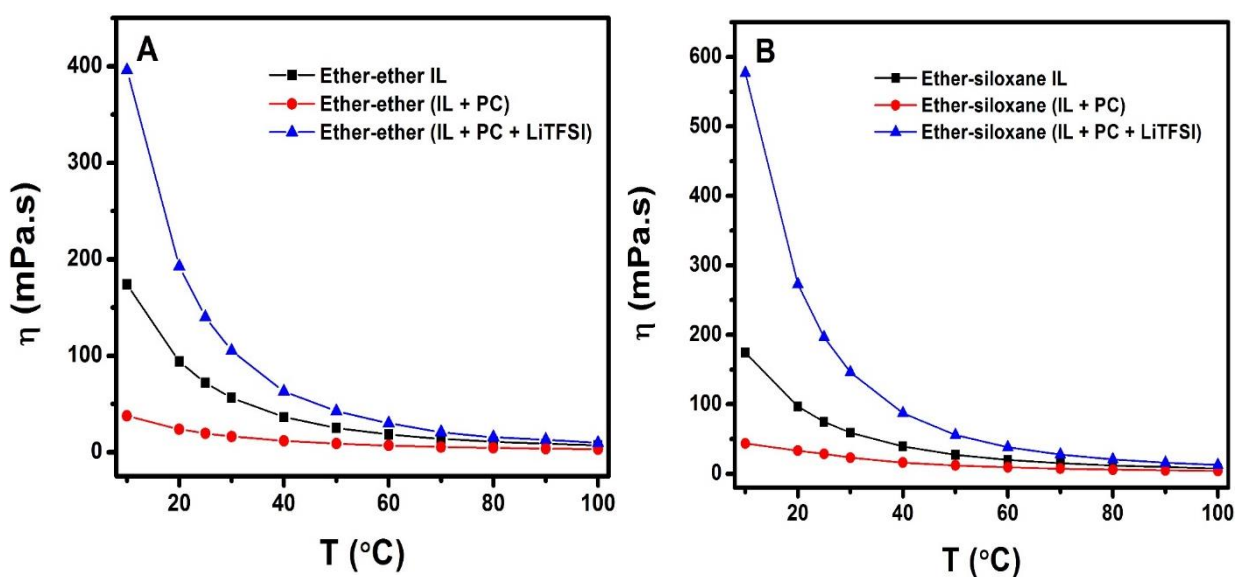 A
Ether-ether IL
Ether-ether (IL + PC)
Ether-ether (IL + PC + LiTFSI)
400
300
200
100
0
20 40 60 80 100
η (mPa.s)
T (°C)
B
Ether-siloxane IL
Ether-siloxane (IL + PC)
Ether-siloxane (IL + PC + LiTFSI)
600
500
400
300
200
100
0
20 40 60 80 100
η (mPa.s)
T (°C)